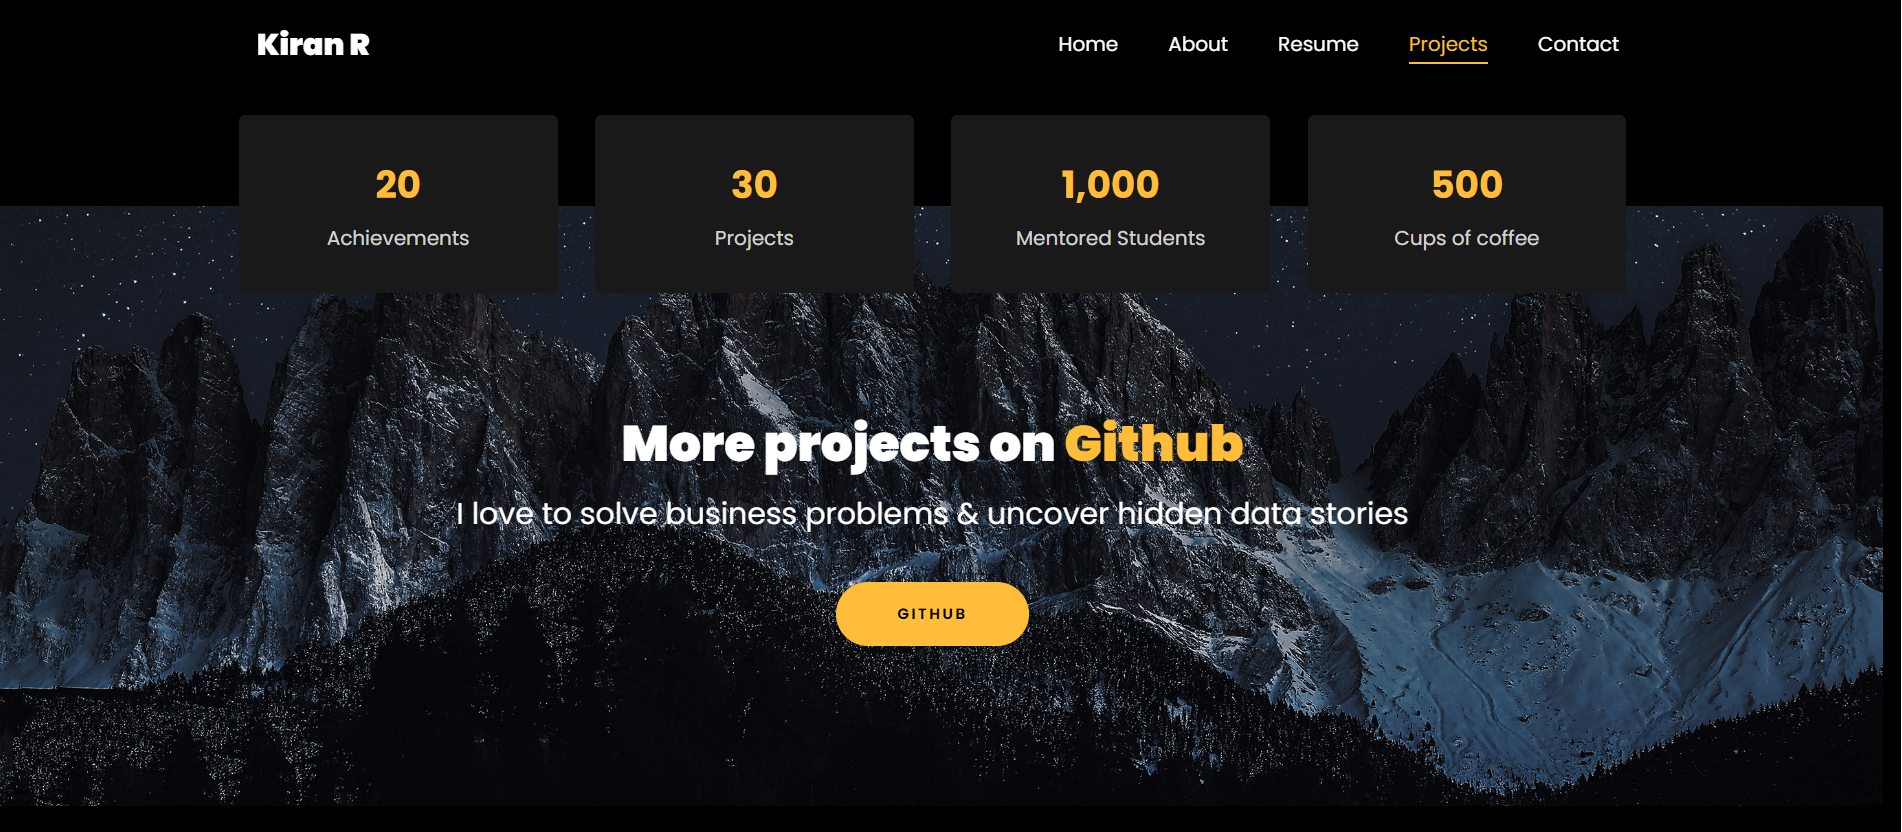 Kiran R
Home About Resume Projects Contact
20
Achievements
30
Projects
1,000
Mentored Students
500
Cups of coffee
More projects on Github
I love to solve business problems & uncover hidden data stories
GITHUB